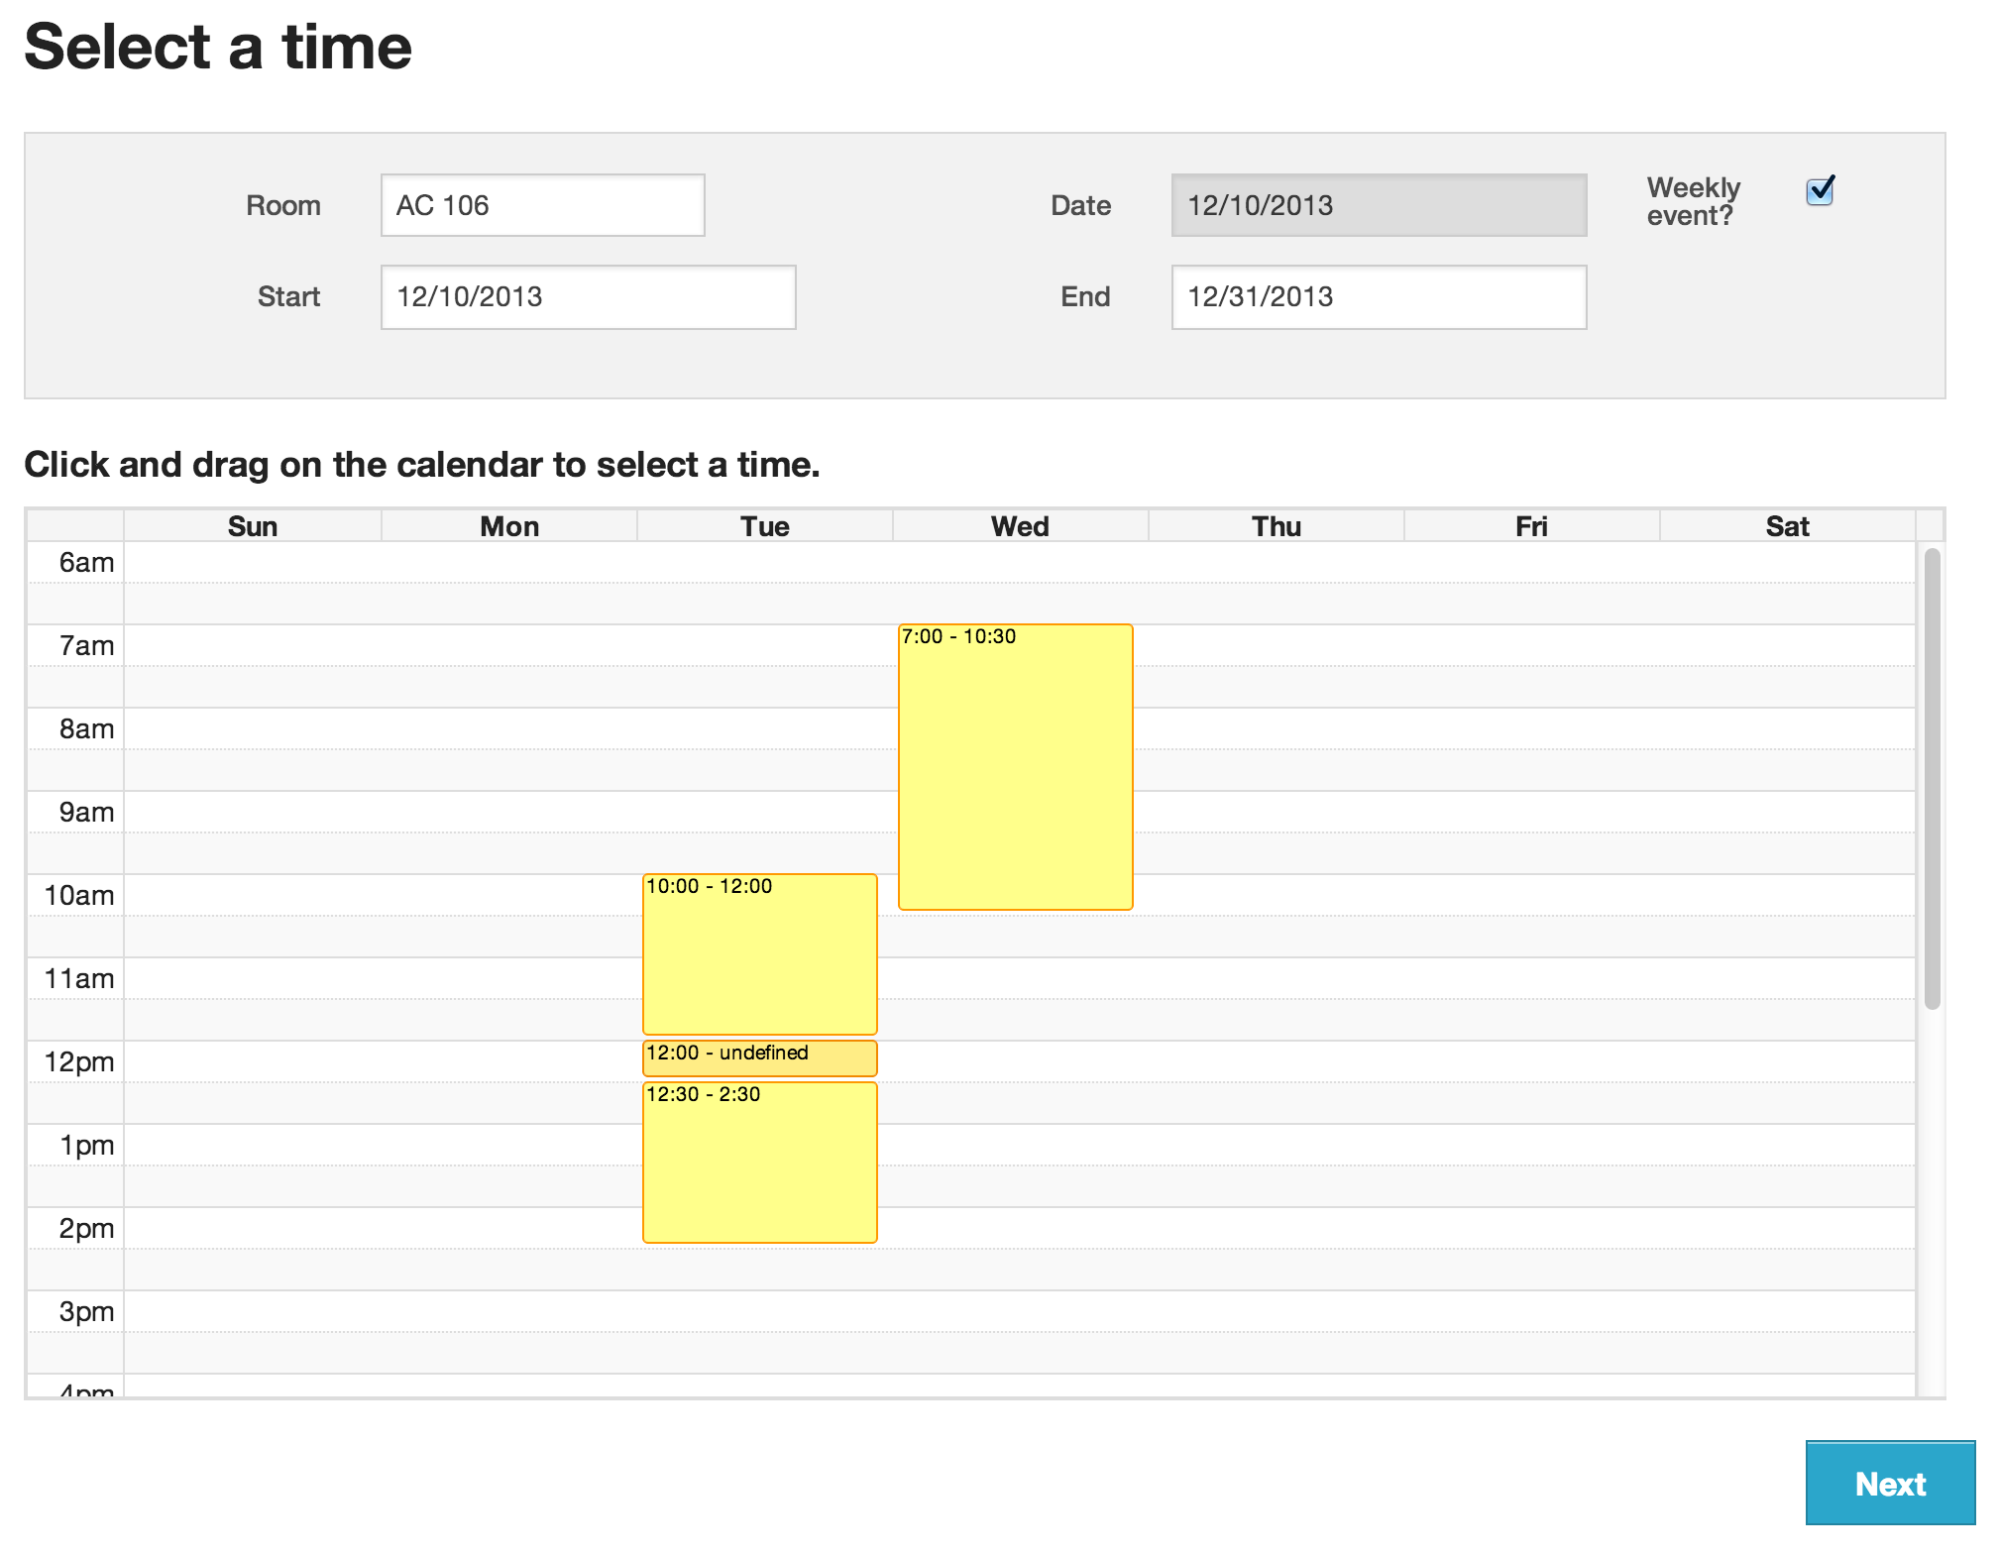 Select a time
Room AC 106 Date 12/10/2013 Weekly event?
Start 12/10/2013 End 12/31/2013
Click and drag on the calendar to select a time.
Sun Mon Tue Wed Thu Fri Sat
6am
7am 7:00 - 10:30
8am
9am
10am 10:00 - 12:00
11am
12pm 12:00 - undefined
12:30 - 2:30
1pm
2pm
3pm
4pm
Next